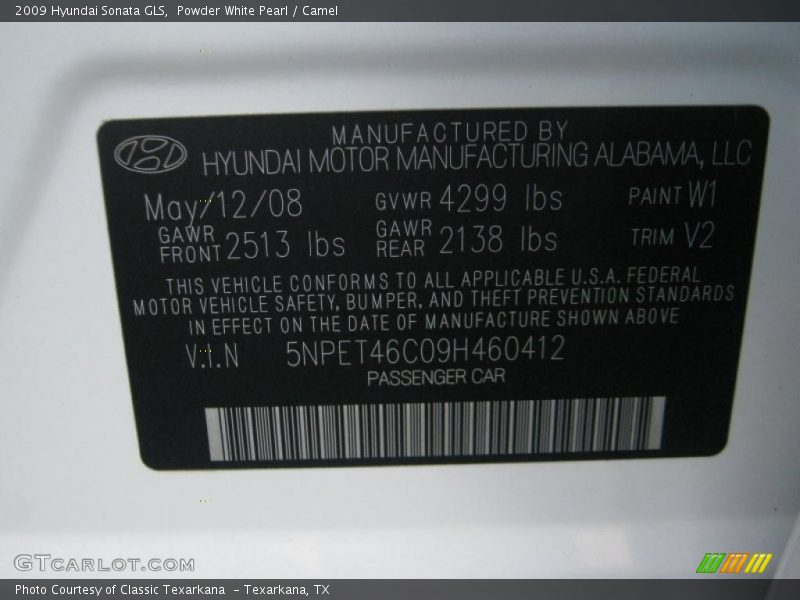 2009 Hyundai Sonata GLS,  Powder White Pearl / Camel
MANUFACTURED BY
HYUNDAI MOTOR MANUFACTURING ALABAMA, LLC
May/12/08 GVWR 4299 lbs PAINT W1
GAWR FRONT 2513 lbs GAWR REAR 2138 lbs TRIM V2
THIS VEHICLE CONFORMS TO ALL APPLICABLE U.S.A. FEDERAL
MOTOR VEHICLE SAFETY, BUMPER, AND THEFT PREVENTION STANDARDS
IN EFFECT ON THE DATE OF MANUFACTURE SHOWN ABOVE
V.I.N 5NPET46C09H460412
PASSENGER CAR
GTCARLOT.COM
Photo Courtesy of Classic Texarkana  - Texarkana, TX